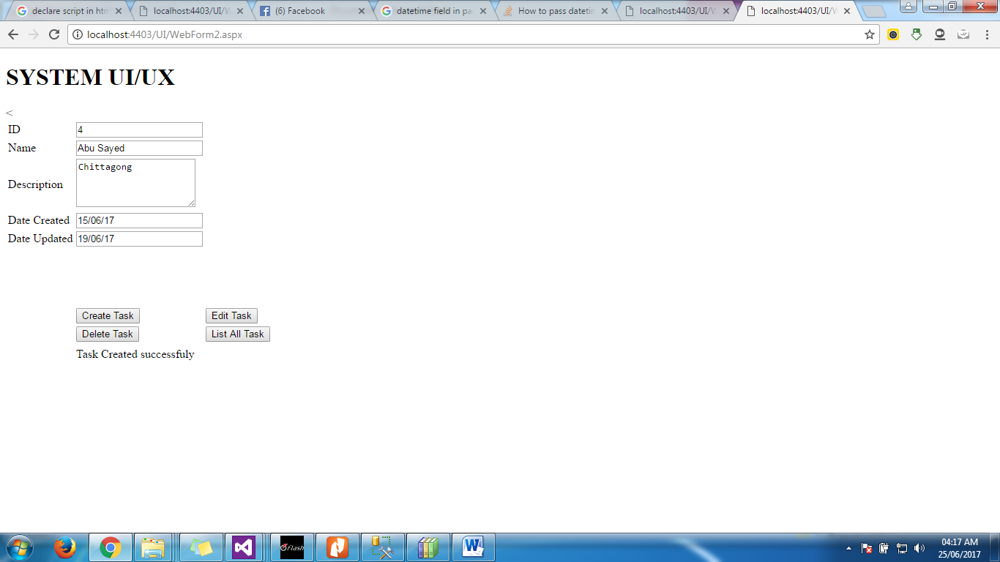 declare script in htm
localhost:4403/UI/W
(6) Facebook
datetime field in pa
How to pass datetin
localhost:4403/UI/W
localhost:4403/UI/W
localhost:4403/UI/WebForm2.aspx
SYSTEM UI/UX
<
ID 4
Name Abu Sayed
Description Chittagong
Date Created 15/06/17
Date Updated 19/06/17
Create Task Edit Task
Delete Task List All Task
Task Created successfuly
Flash
04:17 AM
25/06/2017